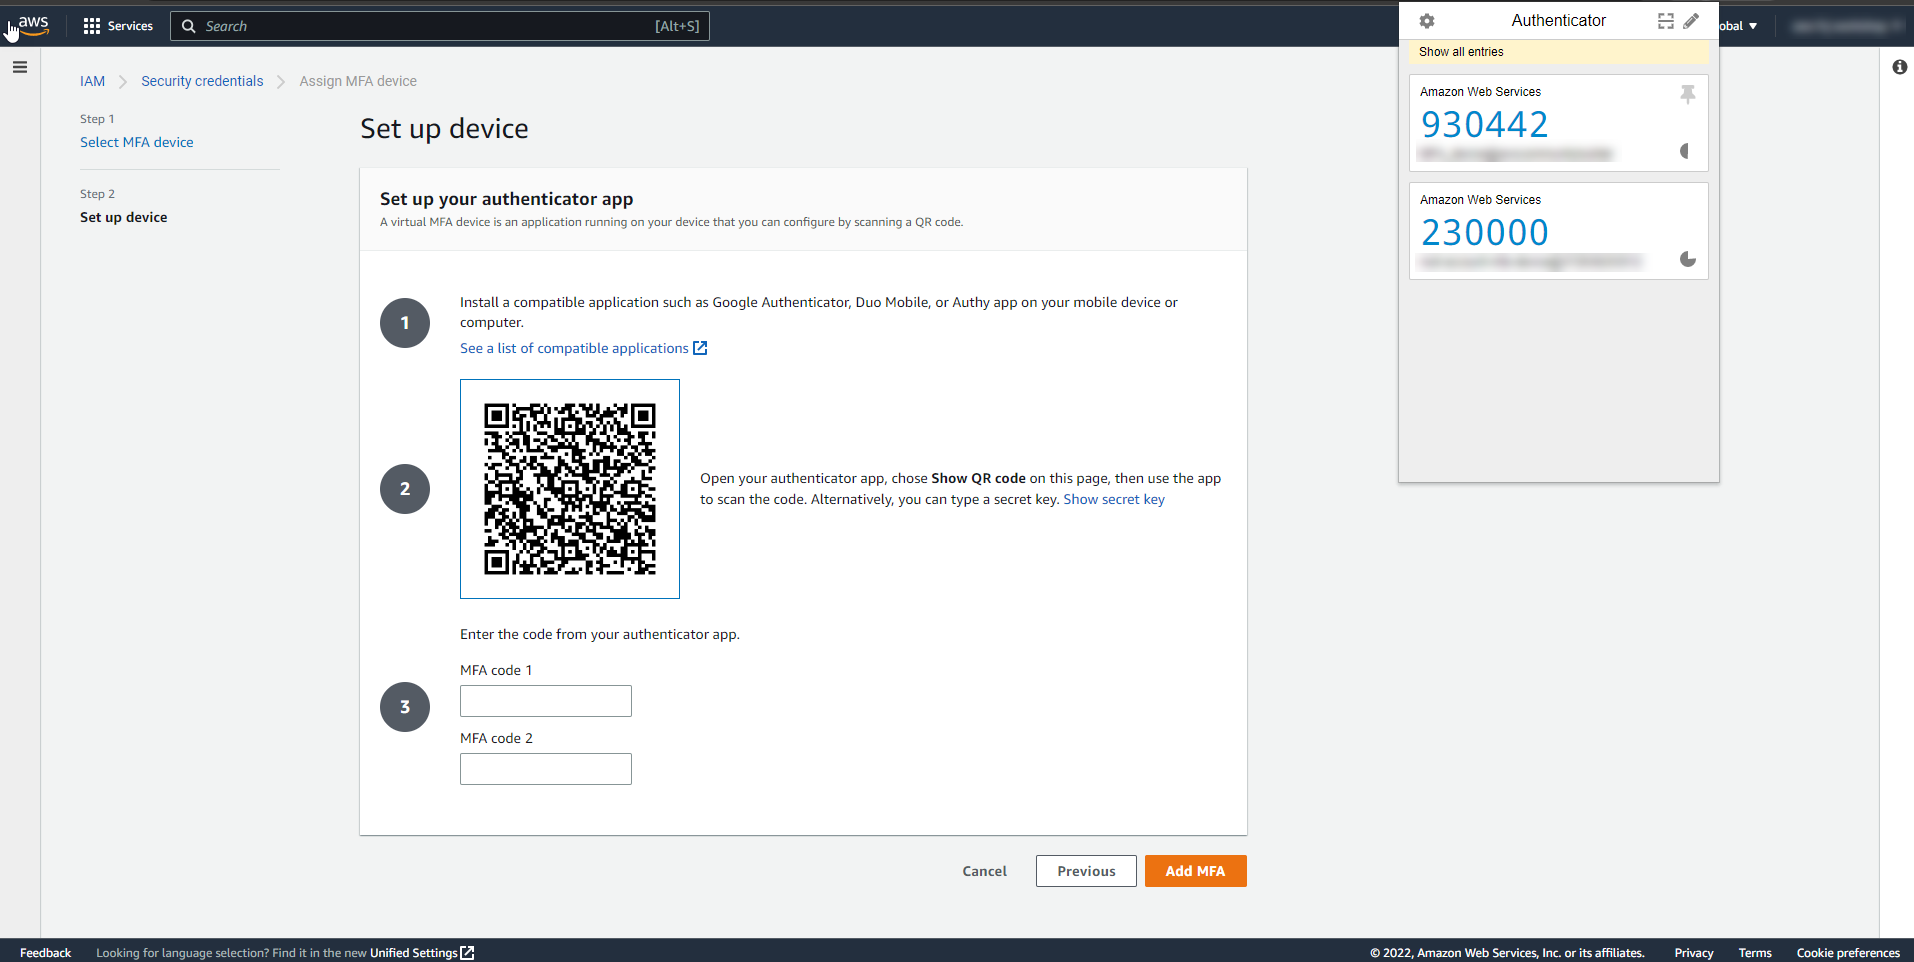 aws
Services
Search
[Alt+S]
obal
Authenticator
Show all entries
Amazon Web Services
930442
Amazon Web Services
230000
IAM
Security credentials
Assign MFA device
Step 1
Select MFA device
Step 2
Set up device
Set up device
Set up your authenticator app
A virtual MFA device is an application running on your device that you can configure by scanning a QR code.
1
Install a compatible application such as Google Authenticator, Duo Mobile, or Authy app on your mobile device or
computer.
See a list of compatible applications
2
Open your authenticator app, chose Show QR code on this page, then use the app
to scan the code. Alternatively, you can type a secret key. Show secret key
Enter the code from your authenticator app.
3
MFA code 1
MFA code 2
Cancel
Previous
Add MFA
Feedback
Looking for language selection? Find it in the new Unified Settings
© 2022, Amazon Web Services, Inc. or its affiliates.
Privacy
Terms
Cookie preferences